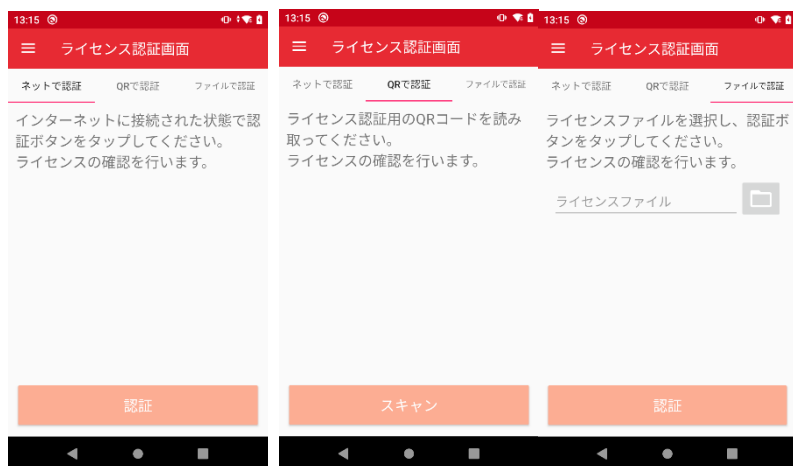 13:15
ライセンス認証画面
ネットで認証 QRで認証 ファイルで認証
インターネットに接続された状態で認
証ボタンをタップしてください。
ライセンスの確認を行います。
認証
13:15
ライセンス認証画面
ネットで認証 QRで認証 ファイルで認証
ライセンス認証用のQRコードを読み
取ってください。
ライセンスの確認を行います。
スキャン
13:15
ライセンス認証画面
ネットで認証 QRで認証 ファイルで認証
ライセンスファイルを選択し、認証ボ
タンをタップしてください。
ライセンスの確認を行います。
ライセンスファイル
認証